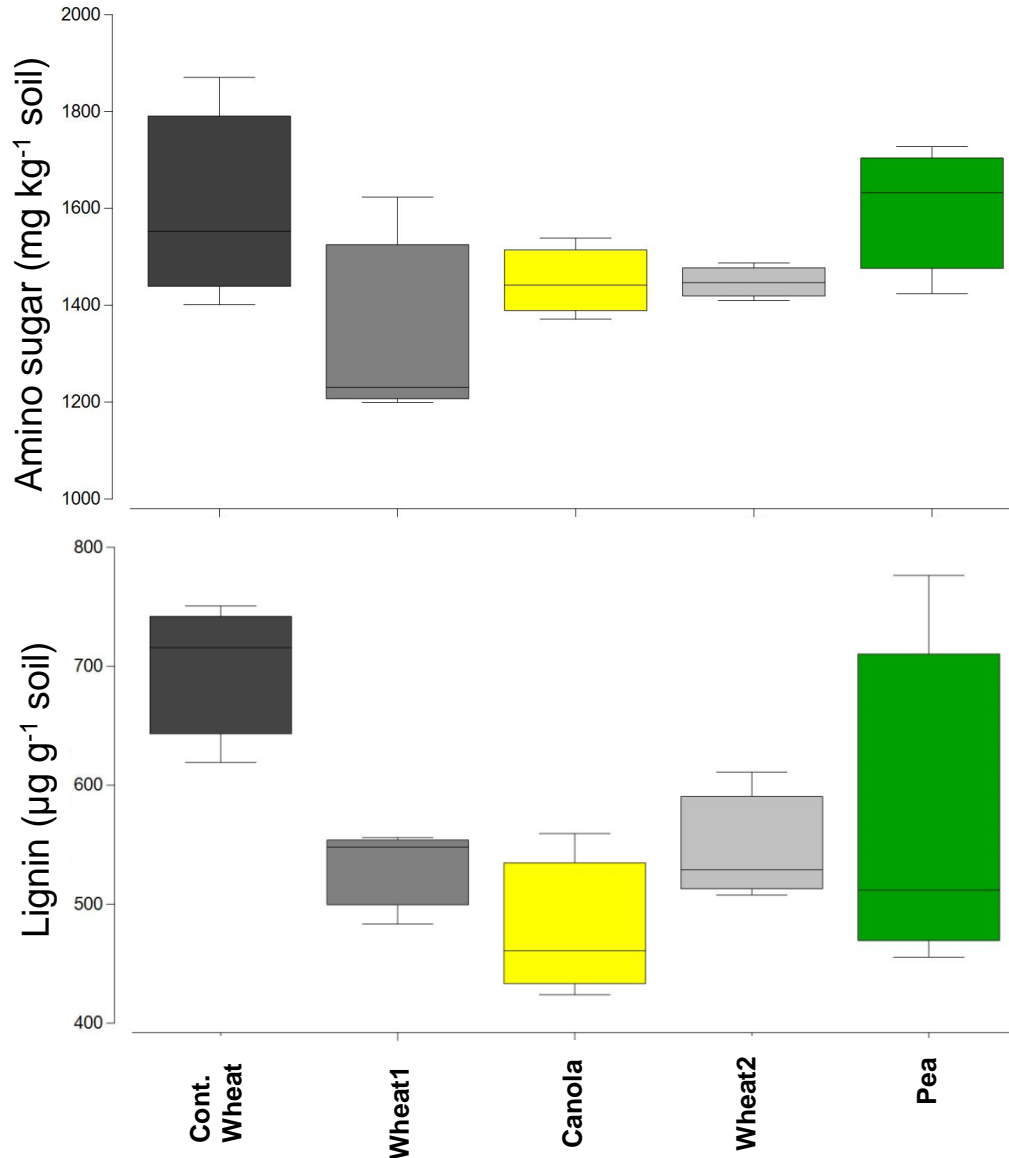 Amino sugar (mg kg-1 soil)
2000
1800
1600
1400
1200
1000
Lignin (µg g-1 soil)
800
700
600
500
400
Cont.
Wheat
Wheat1
Canola
Wheat2
Pea